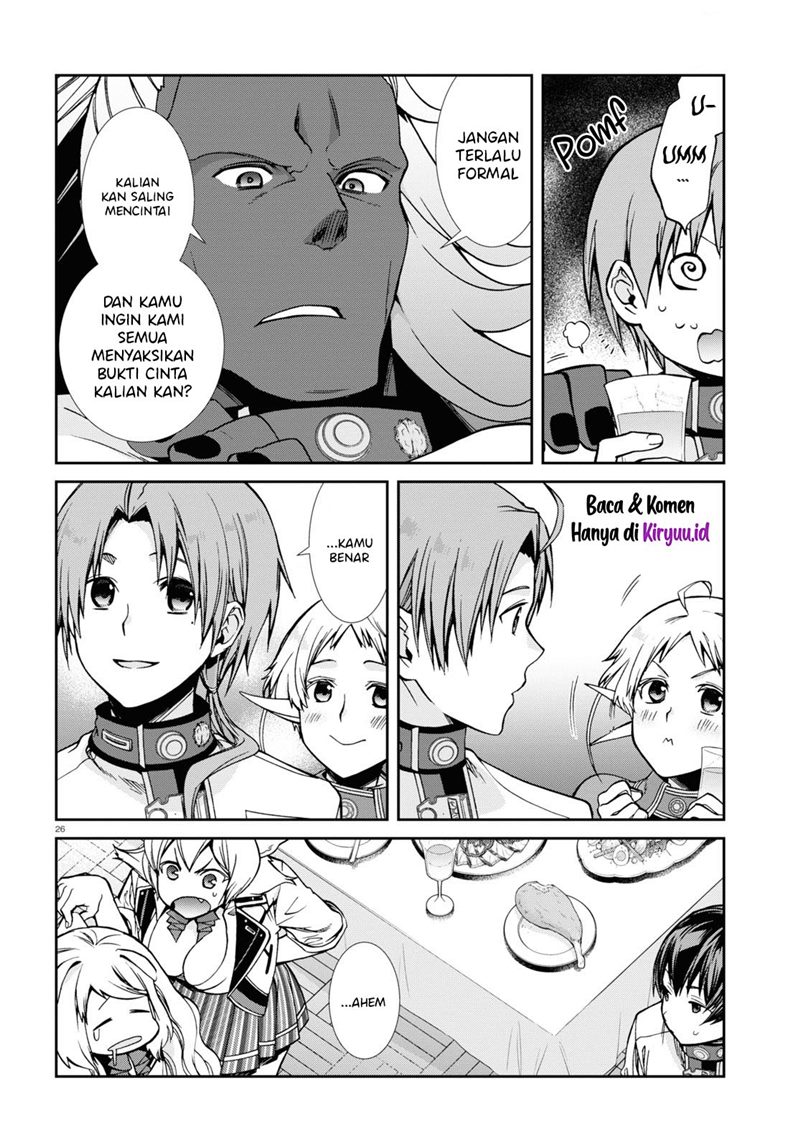 U-
UMM
...
Pomf
JANGAN
TERLALU
FORMAL
KALIAN
KAN SALING
MENCINTAI
DAN KAMU
INGIN KAMI
SEMUA
MENYAKSIKAN
BUKTI CINTA
KALIAN KAN?
Baca & Komen
Hanya di Kiryuu.id
...KAMU
BENAR
26
...AHEM